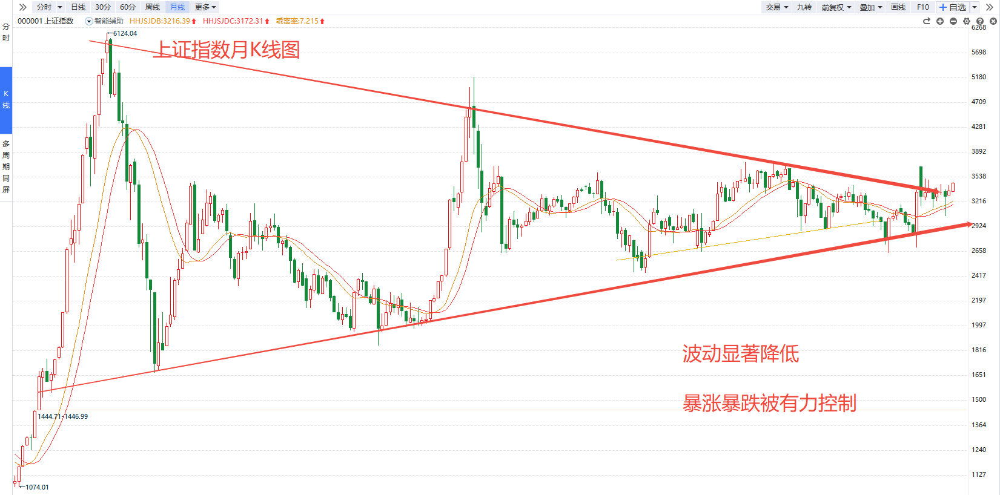 分时 日线 30分 60分 周线 月线 更多 交易 九转 前复权 叠加 画线 F10 自选
000001 上证指数 智能辅助 HHJSJDB:3216.39 HHJSJDC:3172.31 乖离率:7.215
分时
K线
多周期同屏
6124.04
上证指数月K线图
6268
5698
5180
4709
4281
3892
3538
3216
2924
2658
2417
2197
1997
1816
1651
1500
1364
1240
1127
波动显著降低
暴涨暴跌被有力控制
1444.71-1446.99
1074.01